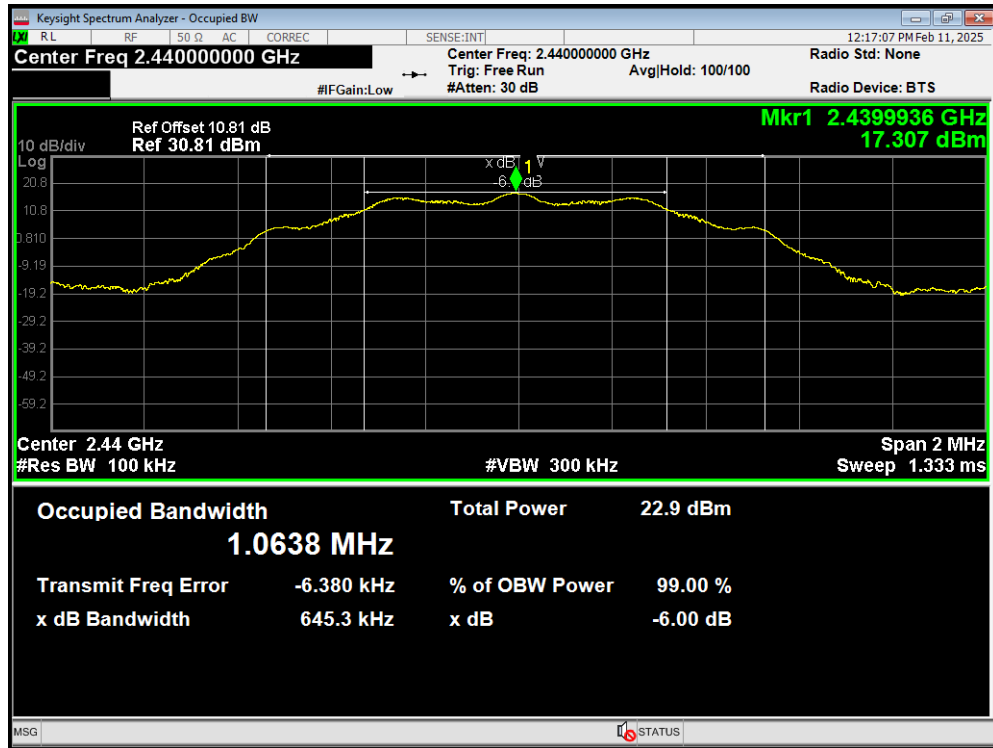 Keysight Spectrum Analyzer - Occupied BW
LXI RL RF 50 Ω AC CORREC SENSE:INT 12:17:07 PM Feb 11, 2025
Center Freq 2.440000000 GHz Center Freq: 2.440000000 GHz Radio Std: None
Trig: Free Run Avg|Hold: 100/100
#IFGain:Low #Atten: 30 dB Radio Device: BTS
Mkr1 2.4399936 GHz
17.307 dBm
Ref Offset 10.81 dB
10 dB/div Ref 30.81 dBm
Log
x dB 1
dB
20.8
10.8
0.810
-9.19
-19.2
-29.2
-39.2
-49.2
-59.2
Center 2.44 GHz Span 2 MHz
#Res BW 100 kHz #VBW 300 kHz Sweep 1.333 ms
Occupied Bandwidth Total Power 22.9 dBm
1.0638 MHz
Transmit Freq Error -6.380 kHz % of OBW Power 99.00 %
x dB Bandwidth 645.3 kHz x dB -6.00 dB
MSG STATUS